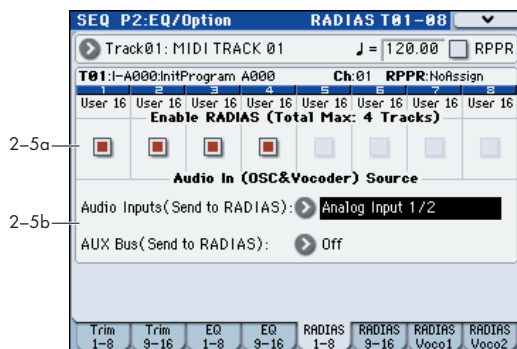 SEQ P2:EQ/Option RADIAS T01-08
Track01: MIDI TRACK 01 ♩= 120.00 RPPR
T01:I-A000:InitProgram A000 Ch:01 RPPR:NoAssign
1 2 3 4 5 6 7 8
User 16 User 16 User 16 User 16 User 16 User 16 User 16 User 16
Enable RADIAS (Total Max: 4 Tracks)
2–5a
Audio In (OSC&Vocoder) Source
2–5b
Audio Inputs(Send to RADIAS): Analog Input 1/2
AUX Bus(Send to RADIAS): Off
Trim 1-8 Trim 9-16 EQ 1-8 EQ 9-16 RADIAS 1-8 RADIAS 9-16 RADIAS Voco1 RADIAS Voco2